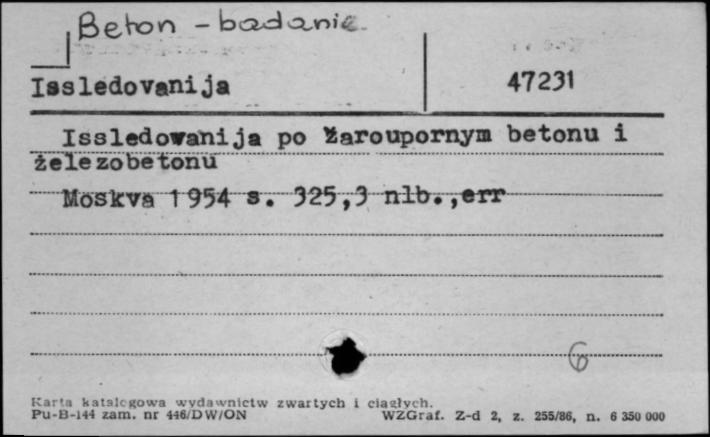 Beton - badanie
Issledovanija 47231
Issledowanija po žaroupornym betonu i
żelezobetonu
Moskva 1954 s. 325,3 nlb.,err
6
Karta katalogowa wydawnictw zwartych i ciągłych.
Pu-B-144 zam. nr 446/DW/ON WZGraf. Z-d 2, z. 255/86, n. 6 350 000